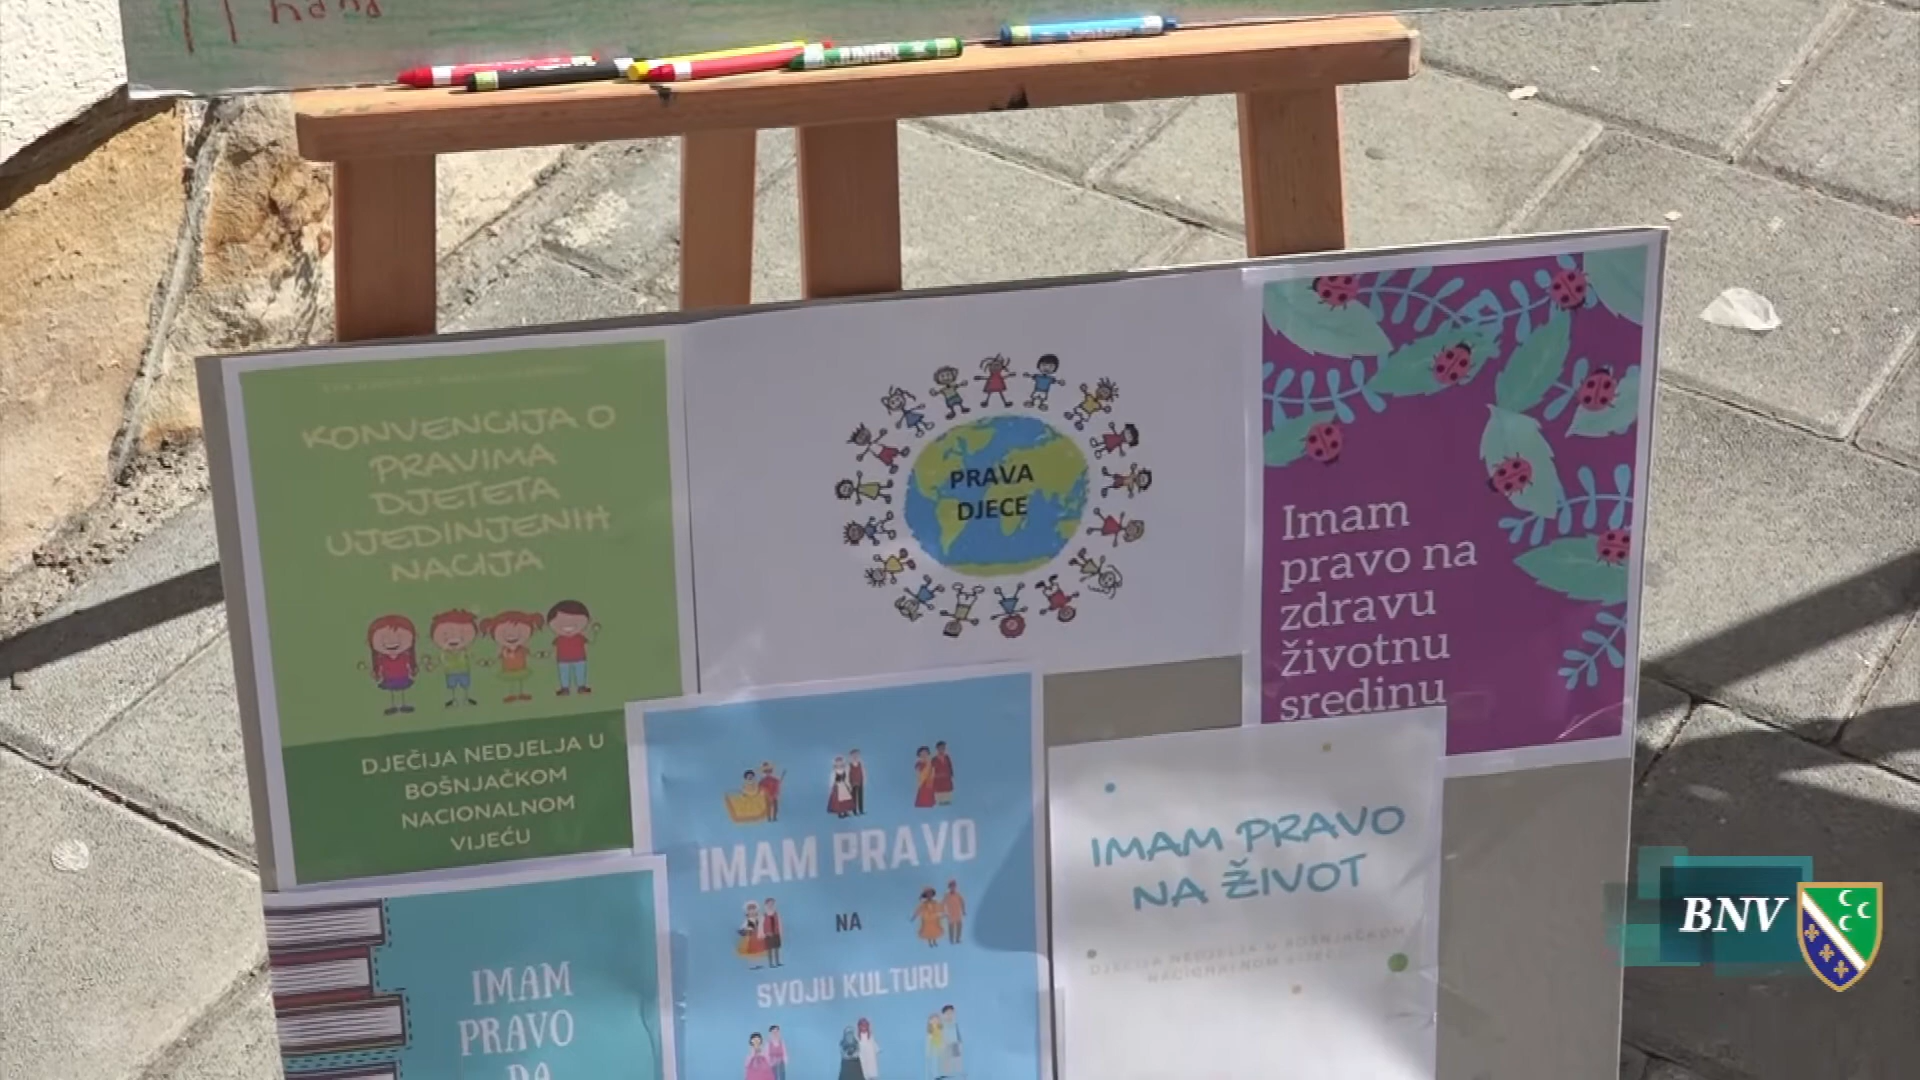 KONVENCIJA O
PRAVIMA
DJETETA
UJEDINJENIH
NACIJA
DJEČIJA NEDJELJA U
BOŠNJAČKOM
NACIONALNOM
VIJEĆU
PRAVA
DJECE
Imam
pravo na
zdravu
životnu
sredinu
IMAM PRAVO
NA
SVOJU KULTURU
IMAM PRAVO
NA ŽIVOT
DJEČIJA NEDJELJA U BOŠNJAČKOM
NACIONALNOM VIJEĆU
IMAM
PRAVO
DA
BNV